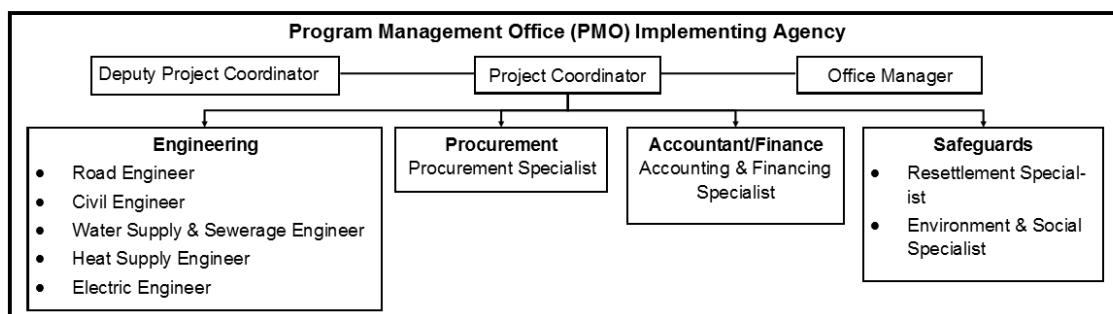 Program Management Office (PMO) Implementing Agency
Deputy Project Coordinator
Project Coordinator
Office Manager
Engineering
• Road Engineer
• Civil Engineer
• Water Supply & Sewerage Engineer
• Heat Supply Engineer
• Electric Engineer
Procurement
Procurement Specialist
Accountant/Finance
Accounting & Financing
Specialist
Safeguards
• Resettlement Special-
ist
• Environment & Social
Specialist